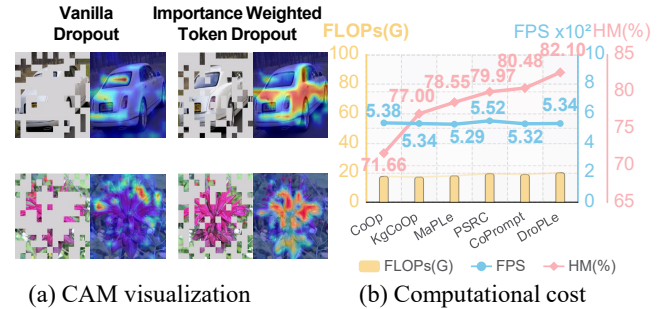 Vanilla
Dropout
Importance Weighted
Token Dropout
(a) CAM visualization
FLOPs(G)
FPS x10²
HM(%)
100
80
60
40
20
0
10
8
6
4
2
0
85
80
75
70
65
71.66
77.00
78.55
79.97
80.48
82.10
5.38
5.34
5.29
5.52
5.32
5.34
CoOp
KgCoOp
MaPLe
PSRC
CoPrompt
DroPLe
FLOPs(G)
FPS
HM(%)
(b) Computational cost